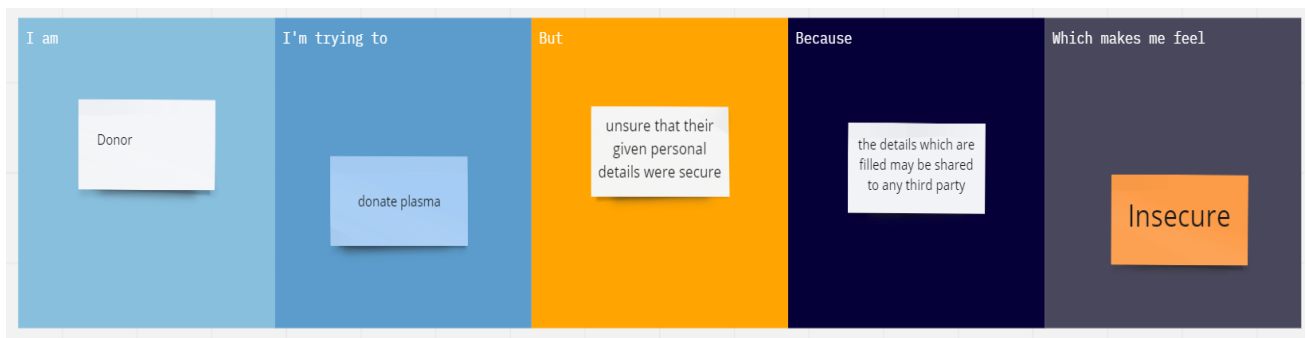 I am
Donor
I'm trying to
donate plasma
But
unsure that their
given personal
details were secure
Because
the details which are
filled may be shared
to any third party
Which makes me feel
Insecure